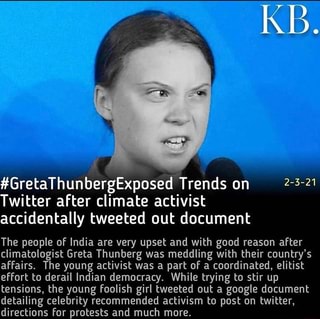 KB.
#GretaThunbergExposed Trends on 2-3-21
Twitter after climate activist
accidentally tweeted out document
The people of India are very upset and with good reason after
climatologist Greta Thunberg was meddling with their country's
affairs. The young activist was a part of a coordinated, elitist
effort to derail Indian democracy. While trying to stir up
tensions, the young foolish girl tweeted out a google document
detailing celebrity recommended activism to post on twitter,
directions for protests and much more.